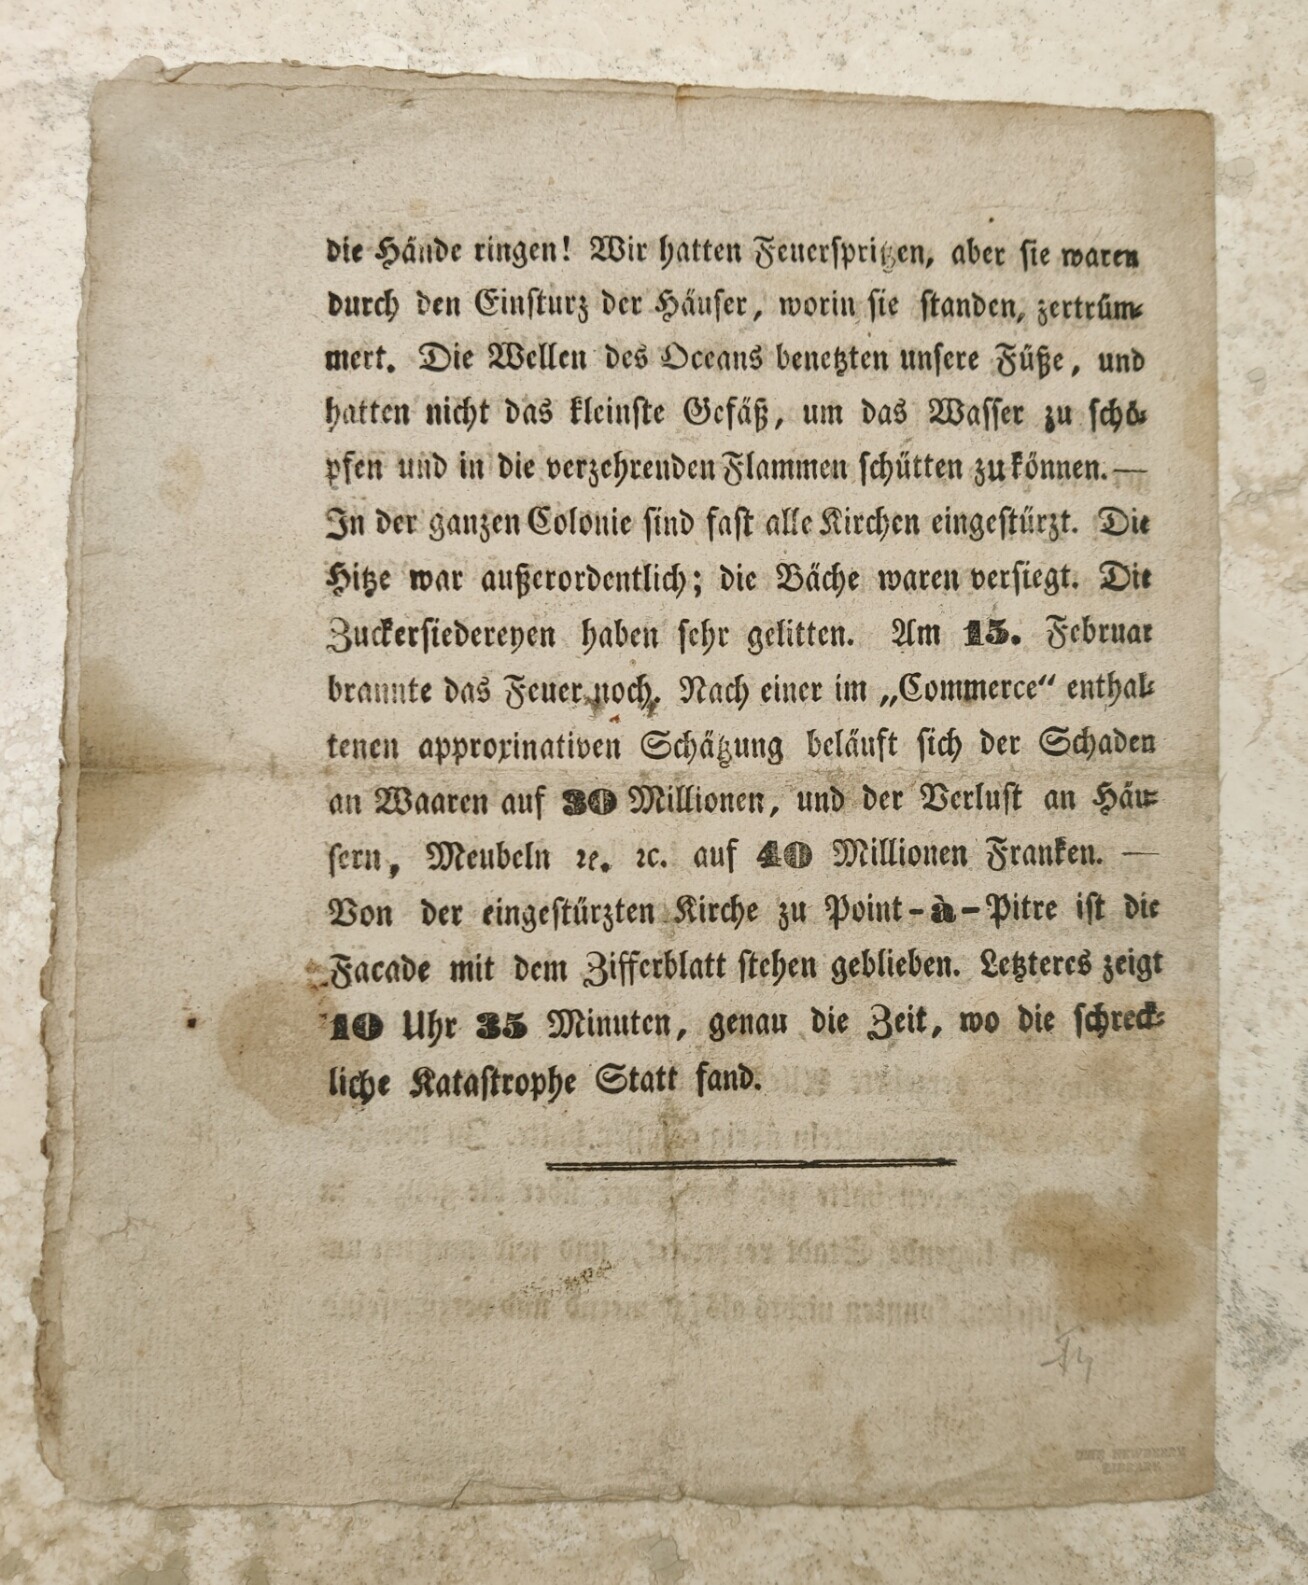 die Hände ringen! Wir hatten Feuerspritzen, aber sie waren
durch den Einsturz der Häuser, worin sie standen, zertrüm-
mert. Die Wellen des Oceans benetzten unsere Füße, und
hatten nicht das kleinste Gefäß, um das Wasser zu schö-
pfen und in die verzehrenden Flammen schütten zu können. —
In der ganzen Colonie sind fast alle Kirchen eingestürzt. Die
Hitze war außerordentlich; die Bäche waren versiegt. Die
Zuckersiedereyen haben sehr gelitten. Am 15. Februar
brannte das Feuer noch. Nach einer im „Commerce“ enthal-
tenen approxinativen Schätzung beläuft sich der Schaden
an Waaren auf 30 Millionen, und der Verlust an Häu-
sern, Meubeln ꝛc. ꝛc. auf 40 Millionen Franken. —
Von der eingestürzten Kirche zu Point-à-Pitre ist die
Facade mit dem Zifferblatt stehen geblieben. Letzteres zeigt
10 Uhr 35 Minuten, genau die Zeit, wo die schreck-
liche Katastrophe Statt fand.
THE NEWBERRY
LIBRARY